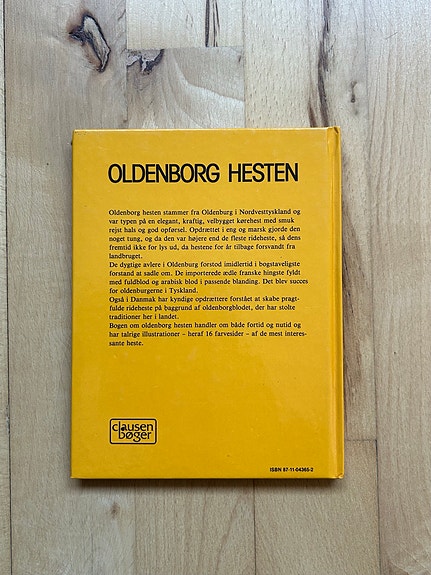 OLDENBORG HESTEN
Oldenborg hesten stammer fra Oldenburg i Nordvesttyskland og
var typen på en elegant, kraftig, velbygget kørehest med smuk
rejst hals og god opførsel. Opdrættet i eng og marsk gjorde den
noget tung, og da den var højere end de fleste rideheste, så dens
fremtid ikke for lys ud, da hestene for år tilbage forsvandt fra
landbruget.
De dygtige avlere i Oldenburg forstod imidlertid i bogstaveligste
forstand at sadle om. De importerede ædle franske hingste fyldt
med fuldblod og arabisk blod i passende blanding. Det blev succes
for oldenburgerne i Tyskland.
Også i Danmark har kyndige opdrættere forstået at skabe pragt-
fulde rideheste på baggrund af oldenborgblodet, der har stolte
traditioner her i landet.
Bogen om oldenborg hesten handler om både fortid og nutid og
har talrige illustrationer – heraf 16 farvesider – af de mest interes-
sante heste.
clausen
bøger
ISBN 87-11-04365-2